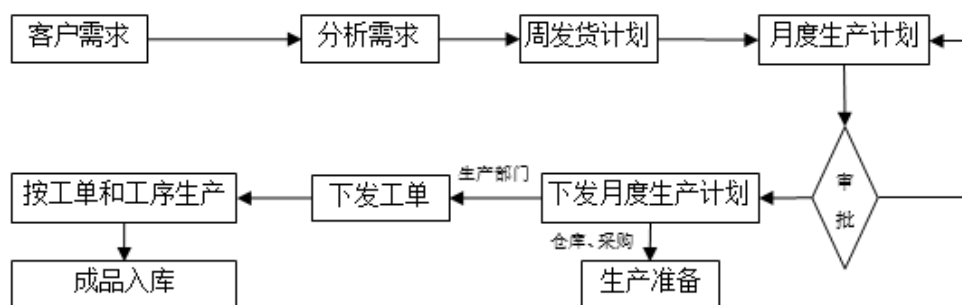 客户需求
分析需求
周发货计划
月度生产计划
审
批
按工单和工序生产
下发工单
生产部门
下发月度生产计划
仓库、采购
成品入库
生产准备